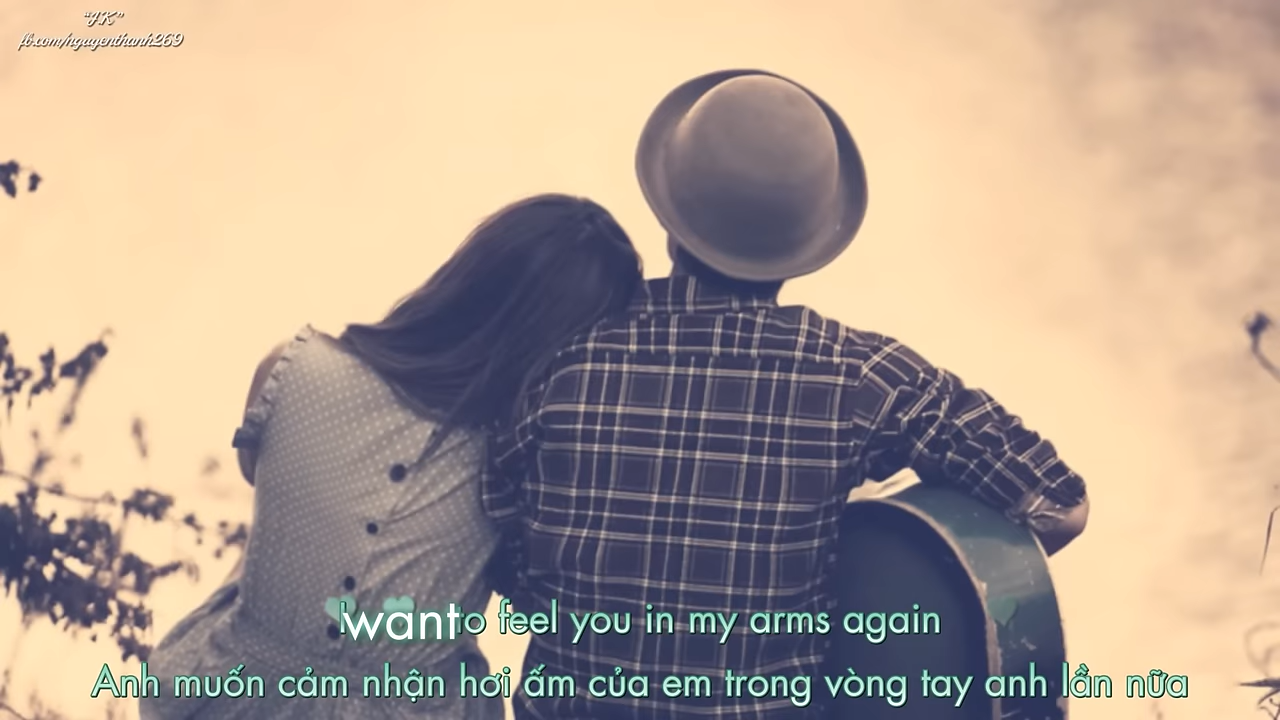 "Y.K"
fb.com/nguyenthanh269
I want to feel you in my arms again
Anh muốn cảm nhận hơi ấm của em trong vòng tay anh lần nữa